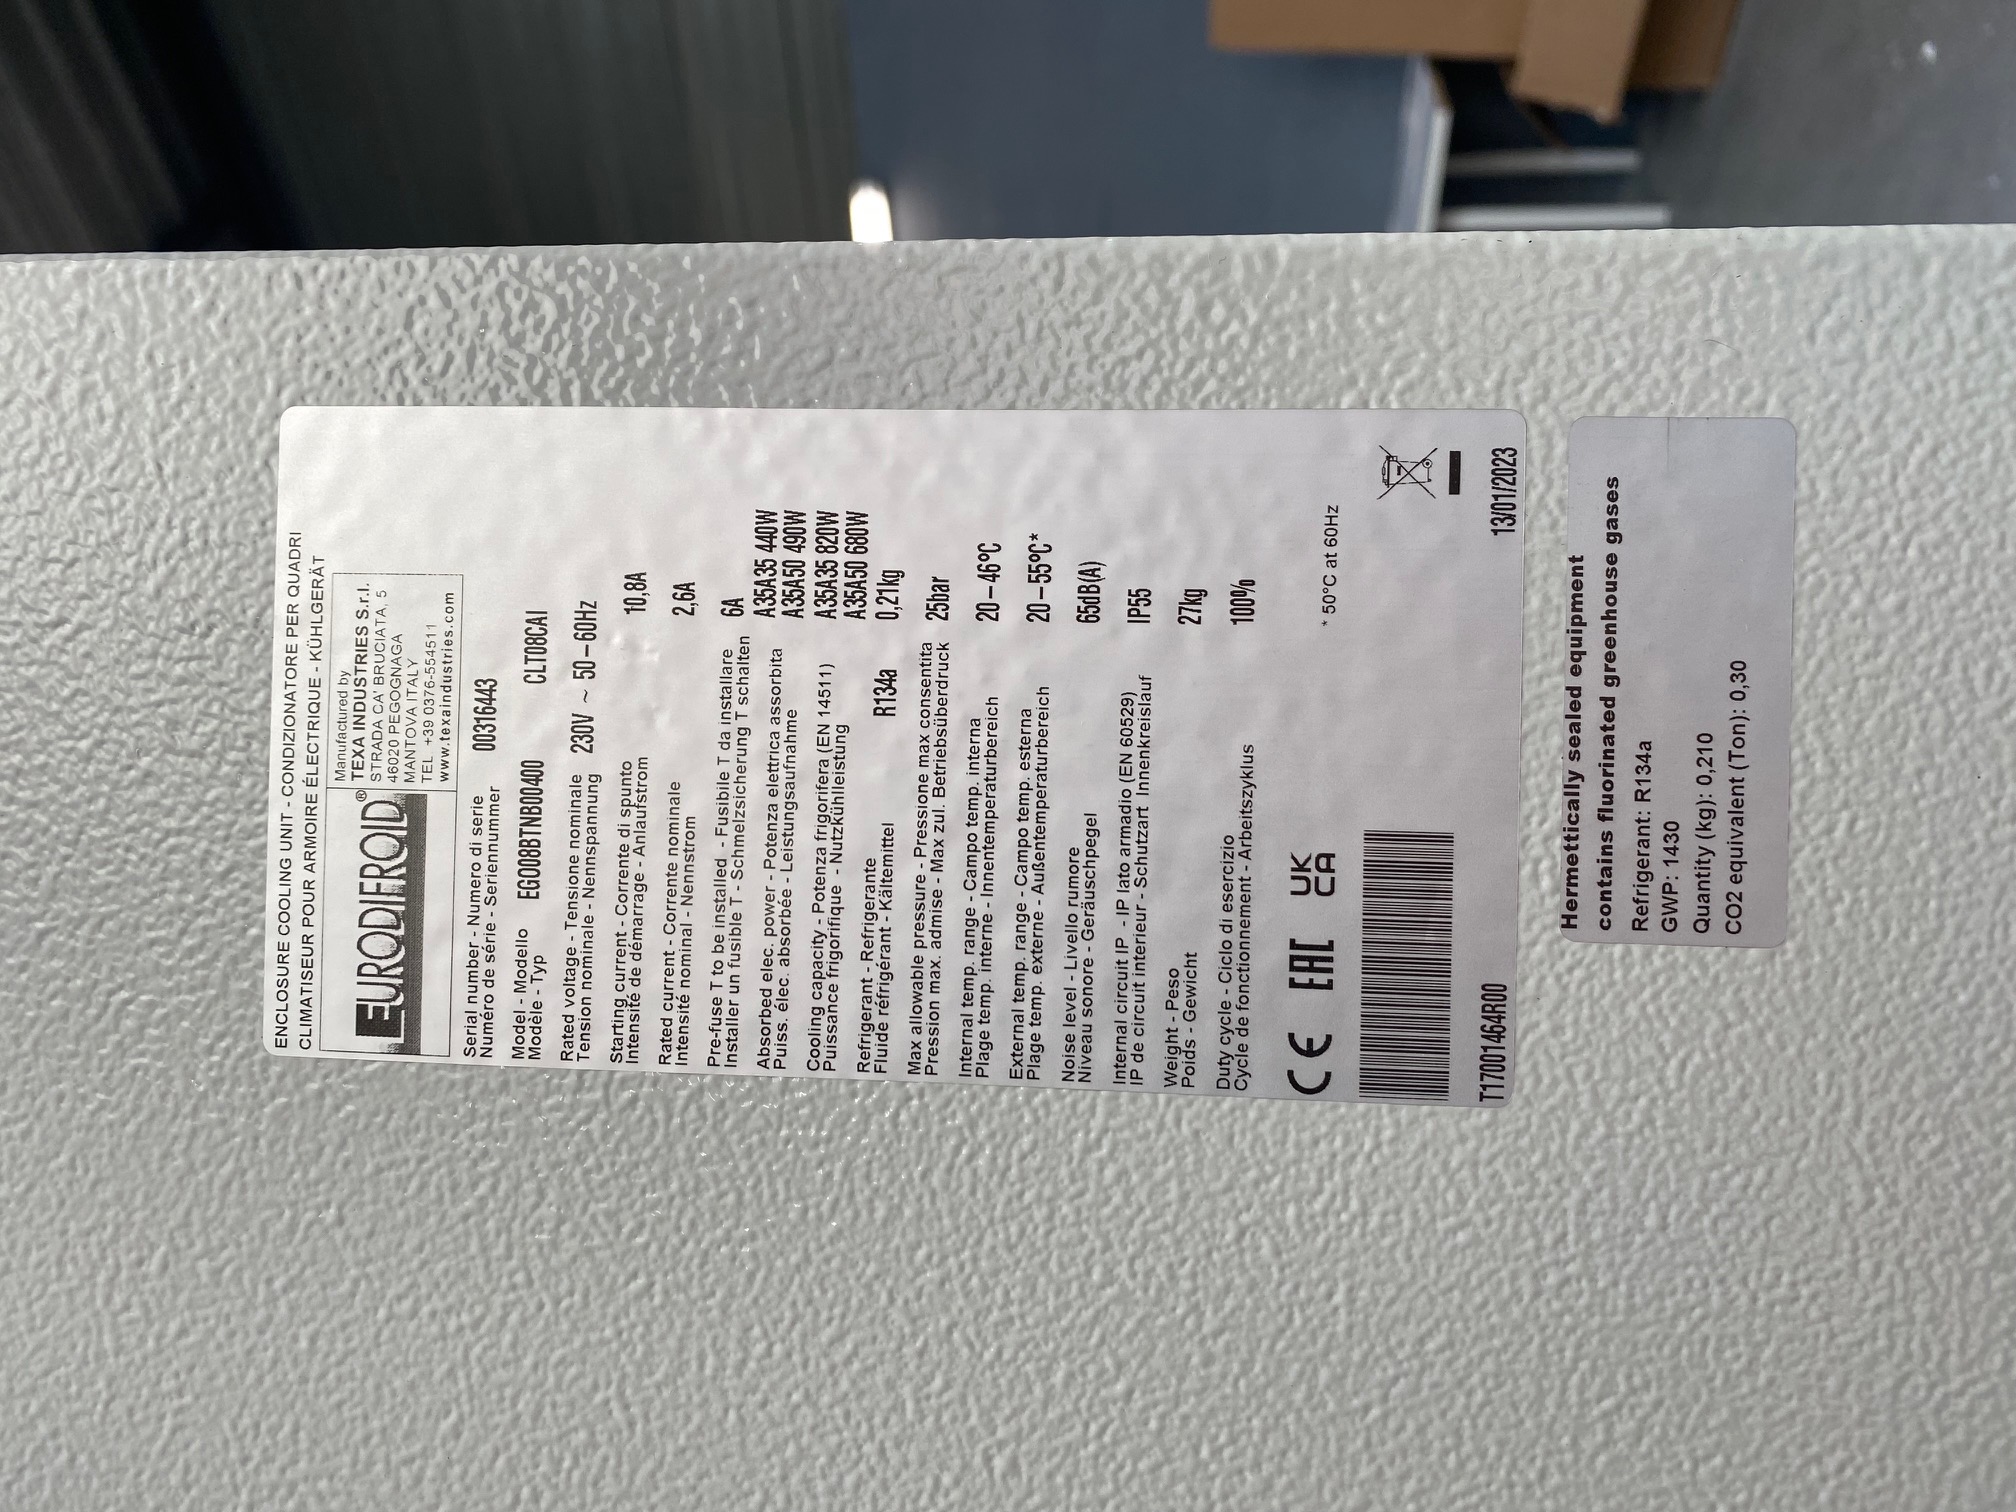 ENCLOSURE COOLING UNIT - CONDIZIONATORE PER QUADRI
CLIMATISEUR POUR ARMOIRE ÉLECTRIQUE - KÜHLGERÄT
EURODIFROID®
Manufactured by
TEXA INDUSTRIES S.r.l.
STRADA CA' BRUCIATA, 5
46020 PEGOGNAGA
MANTOVA ITALY
TEL +39 0376-554511
www.texaindustries.com
Serial number - Numero di serie
Numéro de série - Seriennummer 00316443
Model - Modello
Modèle - Typ EGO08BTNB00400 CLT08CAI
Rated voltage - Tensione nominale
Tension nominale - Nennspannung 230V ~ 50-60Hz
Starting current - Corrente di spunto
Intensité de démarrage - Anlaufstrom 10,8A
Rated current - Corrente nominale
Intensité nominal - Nennstrom 2,6A
Pre-fuse T to be installed - Fusibile T da installare
Installer un fusible T - Schmelzsicherung T schalten 6A
Absorbed elec. power - Potenza elettrica assorbita A35A35 440W
Puiss. élec. absorbée - Leistungsaufnahme A35A50 490W
Cooling capacity - Potenza frigorifera (EN 14511) A35A35 820W
Puissance frigorifique - Nutzkühlleistung A35A50 680W
Refrigerant - Refrigerante
Fluide réfrigérant - Kältemittel R134a 0,21kg
Max allowable pressure - Pressione max consentita
Pression max. admise - Max zul. Betriebsüberdruck 25bar
Internal temp. range - Campo temp. interna
Plage temp. interne - Innentemperaturbereich 20-46°C
External temp. range - Campo temp. esterna
Plage temp. externe - Außentemperaturbereich 20-55°C*
Noise level - Livello rumore
Niveau sonore - Geräuschpegel 65dB(A)
Internal circuit IP - IP lato armadio (EN 60529)
IP de circuit interieur - Schutzart Innenkreislauf IP55
Weight - Peso
Poids - Gewicht 27kg
Duty cycle - Ciclo di esercizio
Cycle de fonctionnement - Arbeitszyklus 100%
CE EAC UK CA
* 50°C at 60Hz
T17001464R00 13/01/2023
Hermetically sealed equipment
contains fluorinated greenhouse gases
Refrigerant: R134a
GWP: 1430
Quantity (kg): 0,210
CO2 equivalent (Ton): 0,30